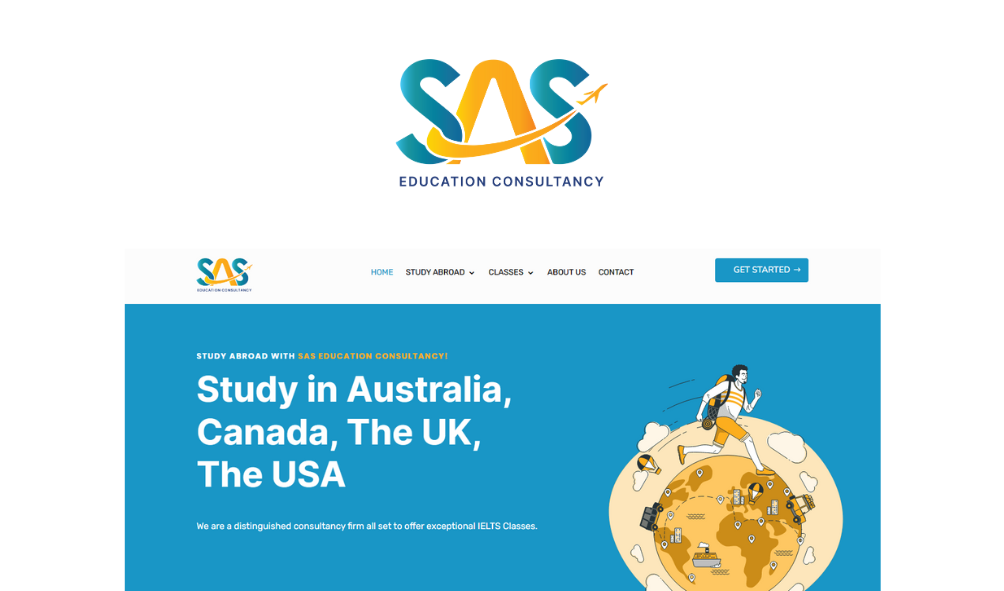 SAS
EDUCATION CONSULTANCY
SAS
EDUCATION CONSULTANCY
HOME STUDY ABROAD CLASSES ABOUT US CONTACT GET STARTED →
STUDY ABROAD WITH SAS EDUCATION CONSULTANCY!
Study in Australia,
Canada, The UK,
The USA
We are a distinguished consultancy firm all set to offer exceptional IELTS Classes.